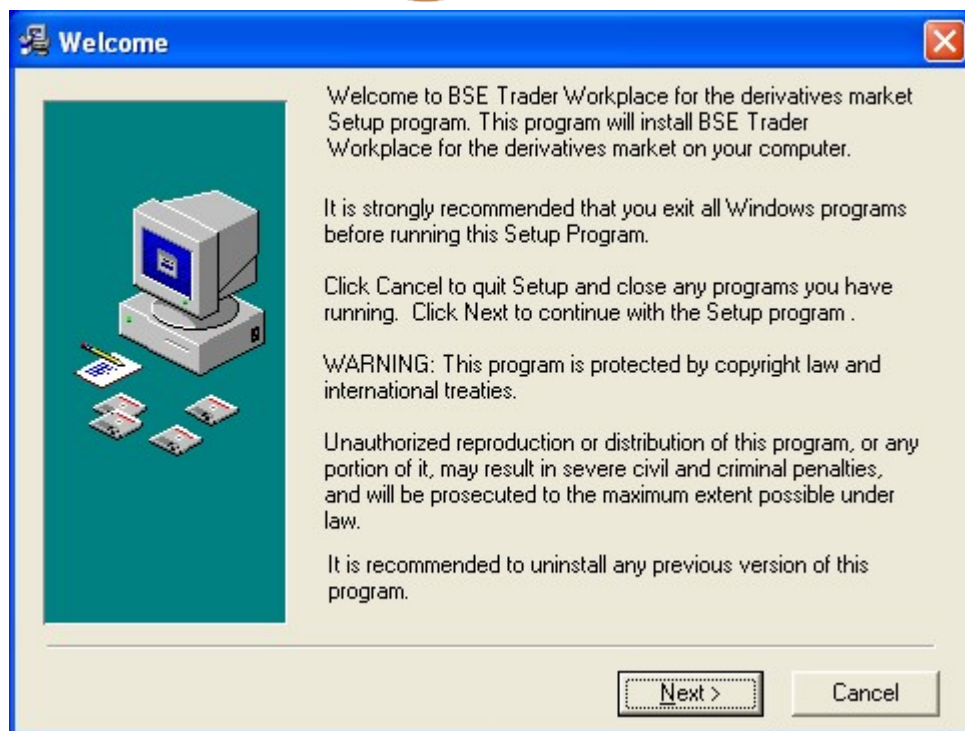 Welcome
Welcome to BSE Trader Workplace for the derivatives market
Setup program. This program will install BSE Trader
Workplace for the derivatives market on your computer.
It is strongly recommended that you exit all Windows programs
before running this Setup Program.
Click Cancel to quit Setup and close any programs you have
running.  Click Next to continue with the Setup program .
WARNING: This program is protected by copyright law and
international treaties.
Unauthorized reproduction or distribution of this program, or any
portion of it, may result in severe civil and criminal penalties,
and will be prosecuted to the maximum extent possible under
law.
It is recommended to uninstall any previous version of this
program.
Next >
Cancel